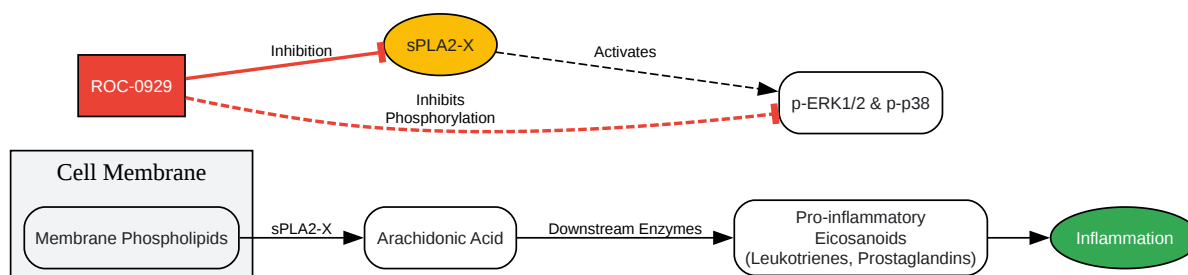 sPLA2-X
Inhibition
Activates
ROC-0929
Inhibits
Phosphorylation
p-ERK1/2 & p-p38
Cell Membrane
Membrane Phospholipids
sPLA2-X
Arachidonic Acid
Downstream Enzymes
Pro-inflammatory
Eicosanoids
(Leukotrienes, Prostaglandins)
Inflammation